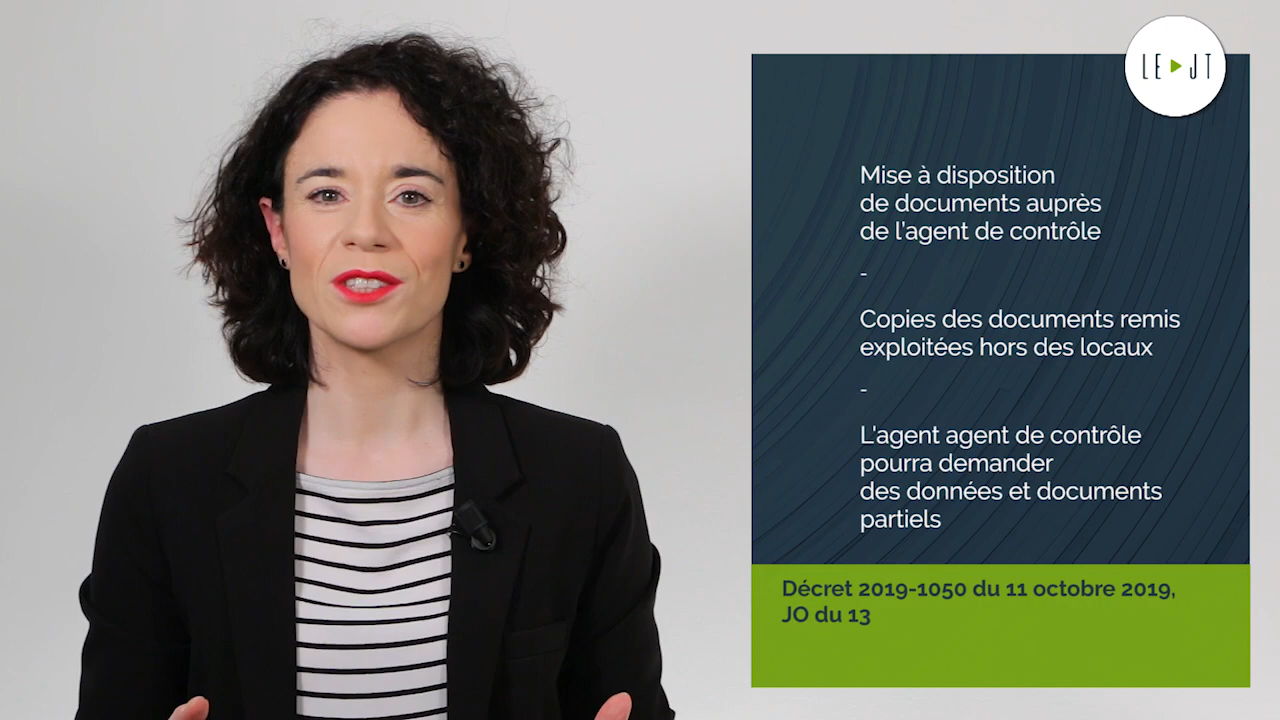 LE JT
Mise à disposition
de documents auprès
de l'agent de contrôle
-
Copies des documents remis
exploitées hors des locaux
-
L'agent agent de contrôle
pourra demander
des données et documents
partiels
Décret 2019-1050 du 11 octobre 2019,
JO du 13